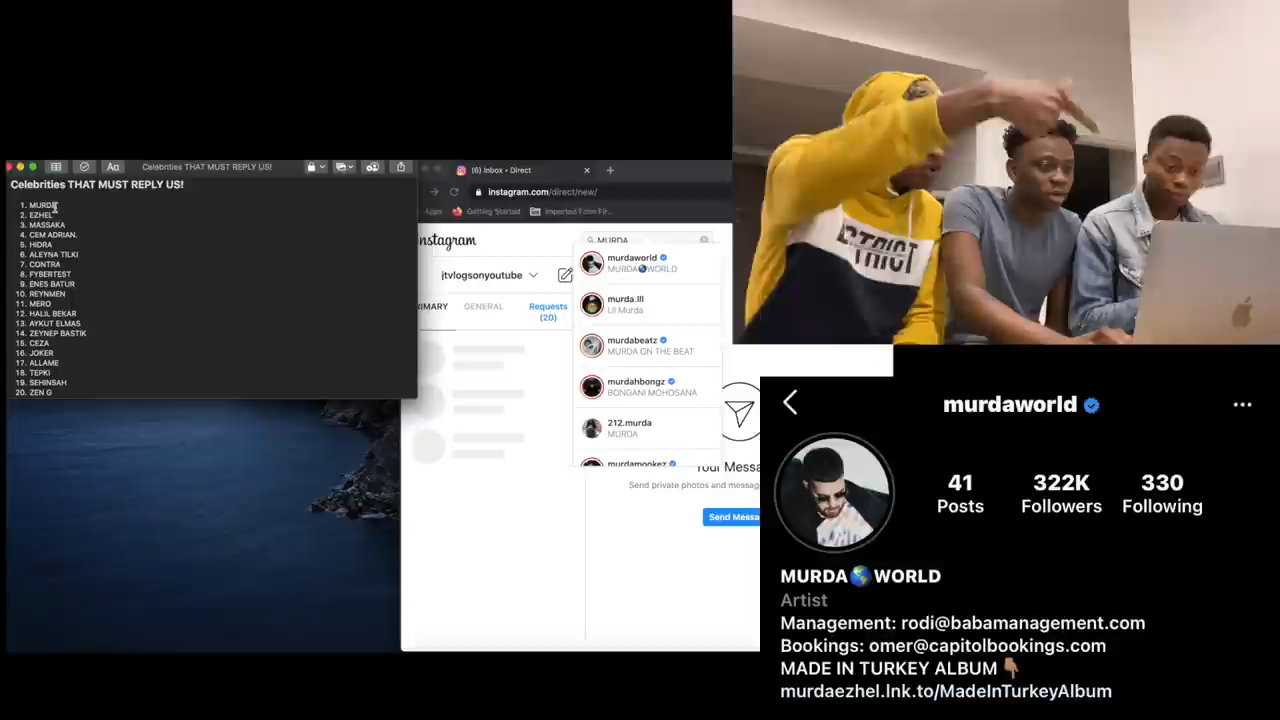 Aa
Celebrities THAT MUST REPLY US!
Celebrities THAT MUST REPLY US!
1. MURDA
2. EZHEL
3. MASSAKA
4. CEM ADRIAN.
5. HIDRA
6. ALEYNA TILKI
7. CONTRA
8. FYBERTEST
9. ENES BATUR
10. REYNMEN
11. MERO
12. HALIL BEKAR
13. AYKUT ELMAS
14. ZEYNEP BASTIK
15. CEZA
16. JOKER
17. ALLAME
18. TEPKI
19. SEHINSAH
20. ZEN G
(6) Inbox • Direct
instagram.com/direct/new/
Apps Getting Started Imported From Fir...
nstagram
MURDA
jtvlogsonyoutube
RIMARY GENERAL Requests
(20)
murdaworld
MURDA🌎WORLD
murda.lll
Lil Murda
murdabeatz
MURDA ON THE BEAT
murdahbongz
BONGANI MOHOSANA
212.murda
MURDA
murdamookez
Your Messa
Send private photos and messag
Send Messa
murdaworld
41 322K 330
Posts Followers Following
MURDA🌎WORLD
Artist
Management: rodi@babamanagement.com
Bookings: omer@capitolbookings.com
MADE IN TURKEY ALBUM 👇🏽
murdaezhel.lnk.to/MadeInTurkeyAlbum